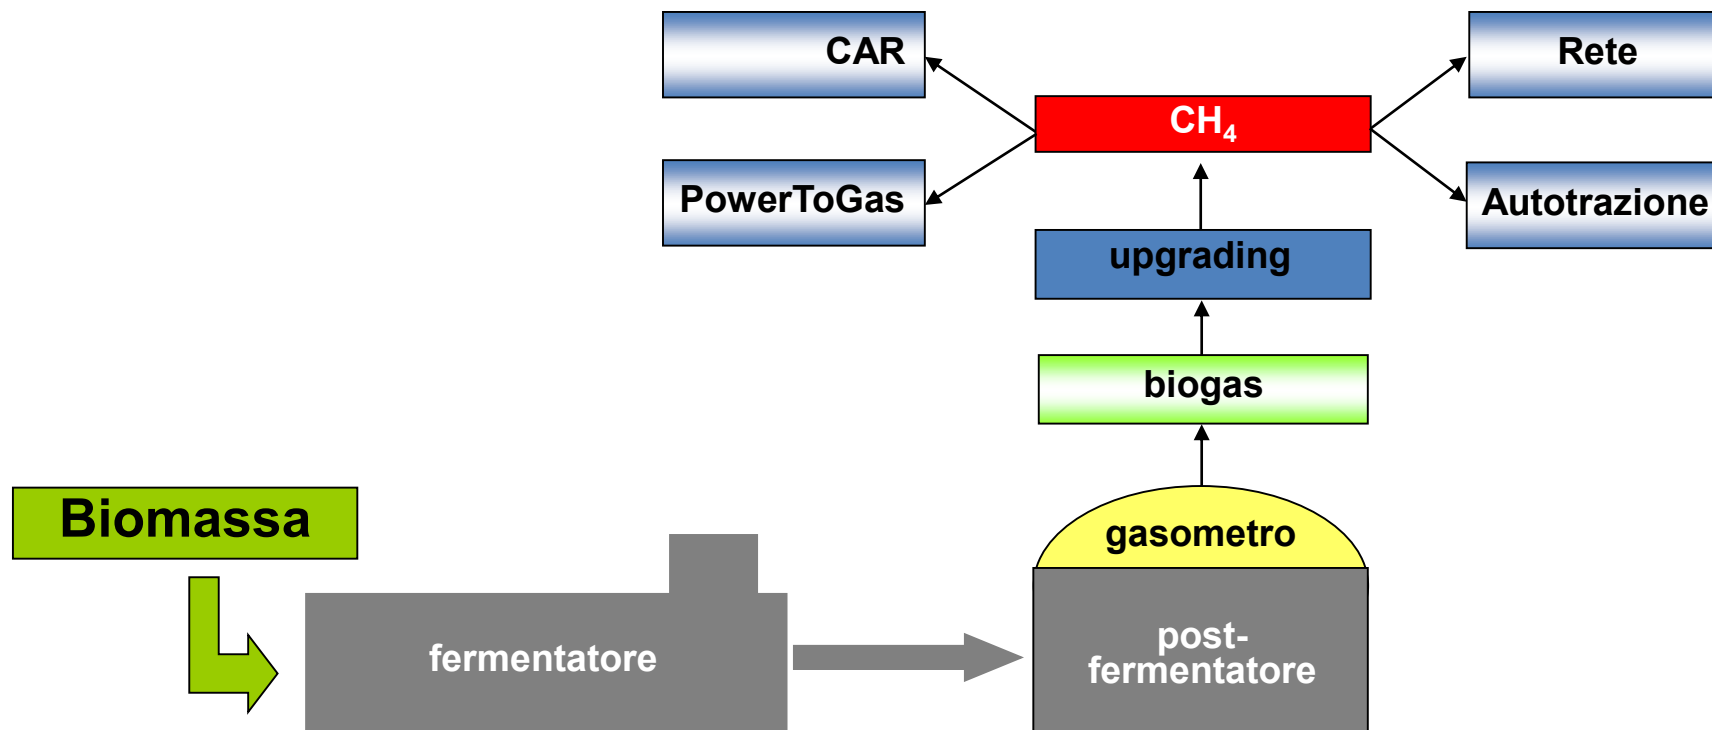 CAR
Rete
CH₄
PowerToGas
Autotrazione
upgrading
biogas
Biomassa
gasometro
fermentatore
post-
fermentatore